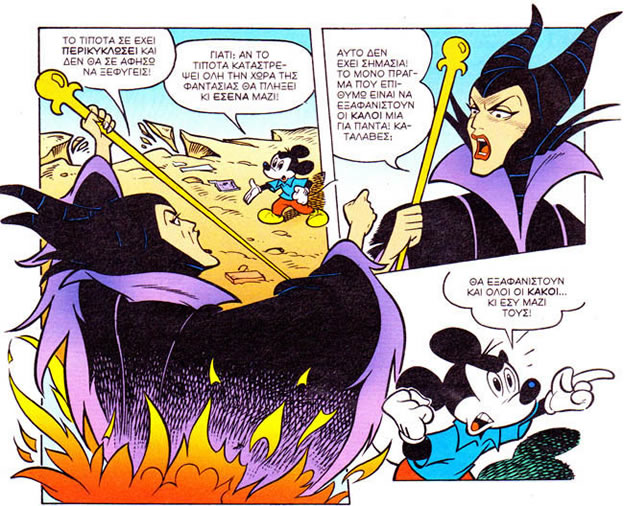 ΤΟ ΤΙΠΟΤΑ ΣΕ ΕΧΕΙ
ΠΕΡΙΚΥΚΛΩΣΕΙ ΚΑΙ
ΔΕΝ ΘΑ ΣΕ ΑΦΗΣΩ
ΝΑ ΞΕΦΥΓΕΙΣ!
ΓΙΑΤΙ; ΑΝ ΤΟ
ΤΙΠΟΤΑ ΚΑΤΑΣΤΡΕ-
ΨΕΙ ΟΛΗ ΤΗΝ ΧΩΡΑ ΤΗΣ
ΦΑΝΤΑΣΙΑΣ ΘΑ ΠΛΗΞΕΙ
ΚΙ ΕΣΕΝΑ ΜΑΖΙ!
ΑΥΤΟ ΔΕΝ
ΕΧΕΙ ΣΗΜΑΣΙΑ!
ΤΟ ΜΟΝΟ ΠΡΑΓ-
ΜΑ ΠΟΥ ΕΠΙ-
ΘΥΜΩ ΕΙΝΑΙ ΝΑ
ΕΞΑΦΑΝΙΣΤΟΥΝ
ΟΙ ΚΑΛΟΙ ΜΙΑ
ΓΙΑ ΠΑΝΤΑ! ΚΑ-
ΤΑΛΑΒΕΣ;
ΘΑ ΕΞΑΦΑΝΙΣΤΟΥΝ
ΚΑΙ ΟΛΟΙ ΟΙ ΚΑΚΟΙ...
ΚΙ ΕΣΥ ΜΑΖΙ
ΤΟΥΣ!